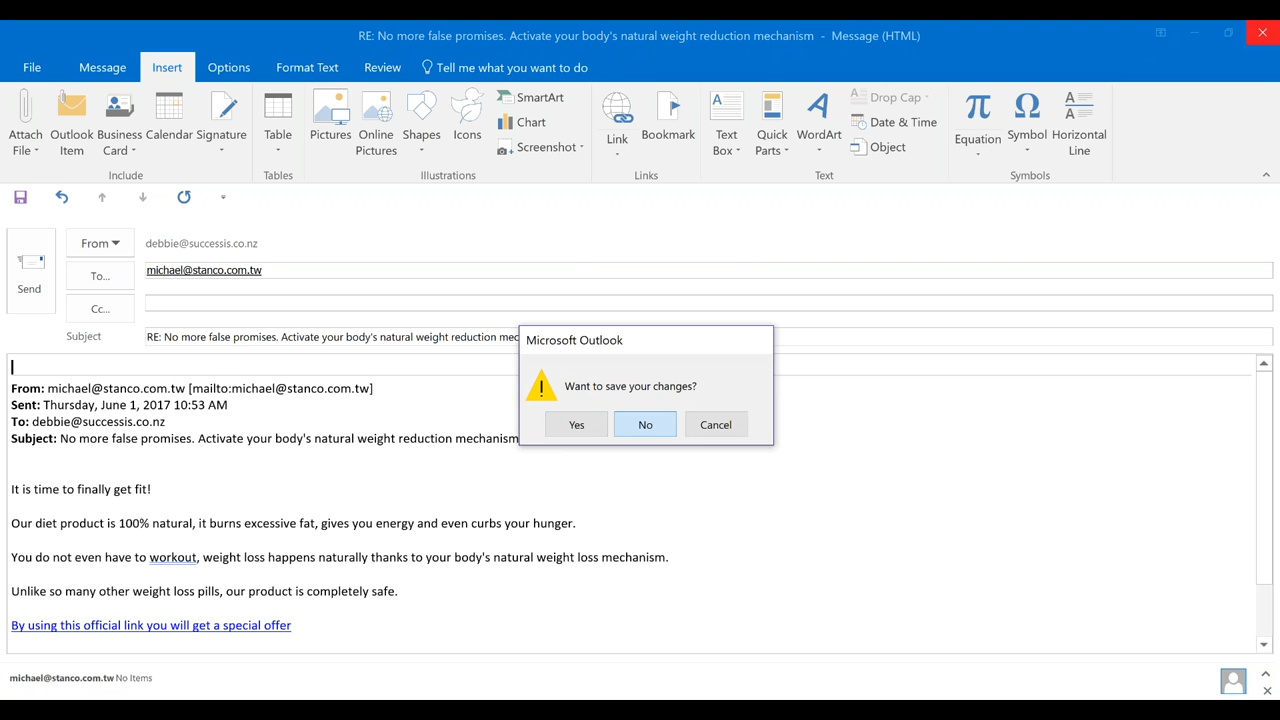 RE: No more false promises. Activate your body's natural weight reduction mechanism - Message (HTML)
File Message Insert Options Format Text Review Tell me what you want to do
Attach File
Outlook Item
Business Card
Calendar
Signature
Include
Table
Tables
Pictures
Online Pictures
Shapes
Icons
SmartArt
Chart
Screenshot
Illustrations
Link
Bookmark
Links
Text Box
Quick Parts
WordArt
Drop Cap
Date & Time
Object
Text
Equation
Symbol
Horizontal Line
Symbols
Send
From debbie@successis.co.nz
To... michael@stanco.com.tw
Cc...
Subject RE: No more false promises. Activate your body's natural weight reduction mec
Microsoft Outlook
Want to save your changes?
Yes No Cancel
From: michael@stanco.com.tw [mailto:michael@stanco.com.tw]
Sent: Thursday, June 1, 2017 10:53 AM
To: debbie@successis.co.nz
Subject: No more false promises. Activate your body's natural weight reduction mechanism
It is time to finally get fit!
Our diet product is 100% natural, it burns excessive fat, gives you energy and even curbs your hunger.
You do not even have to workout, weight loss happens naturally thanks to your body's natural weight loss mechanism.
Unlike so many other weight loss pills, our product is completely safe.
By using this official link you will get a special offer
michael@stanco.com.tw No Items